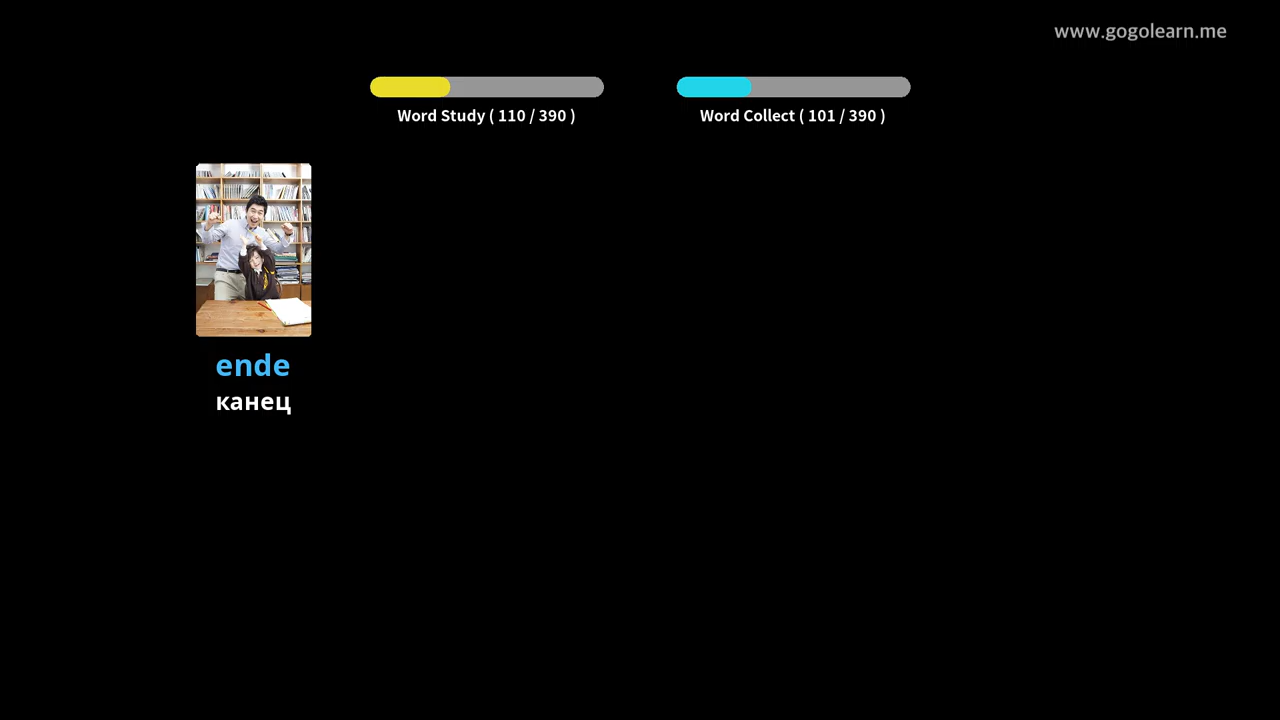 www.gogolearn.me
Word Study ( 110 / 390 )
Word Collect ( 101 / 390 )
ende
канец